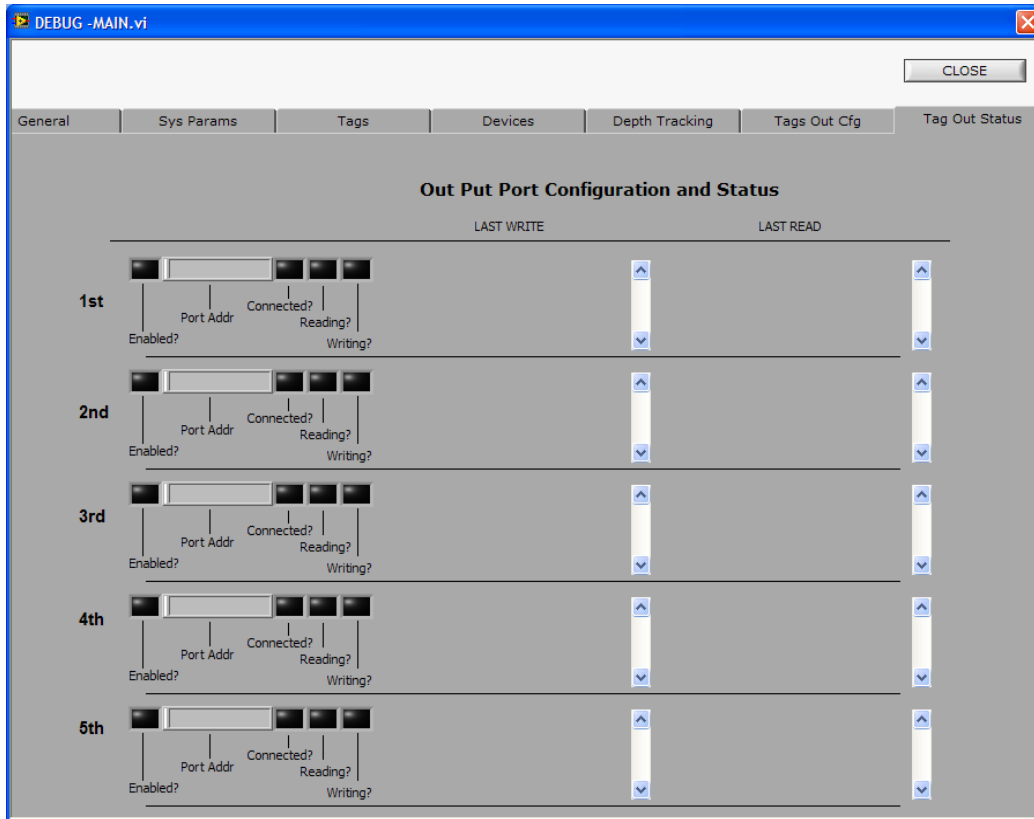 DEBUG -MAIN.vi
CLOSE
General Sys Params Tags Devices Depth Tracking Tags Out Cfg Tag Out Status
Out Put Port Configuration and Status
LAST WRITE LAST READ
1st
Port Addr Connected?
Reading?
Enabled?
Writing?
2nd
Port Addr Connected?
Reading?
Enabled?
Writing?
3rd
Port Addr Connected?
Reading?
Enabled?
Writing?
4th
Port Addr Connected?
Reading?
Enabled?
Writing?
5th
Port Addr Connected?
Reading?
Enabled?
Writing?